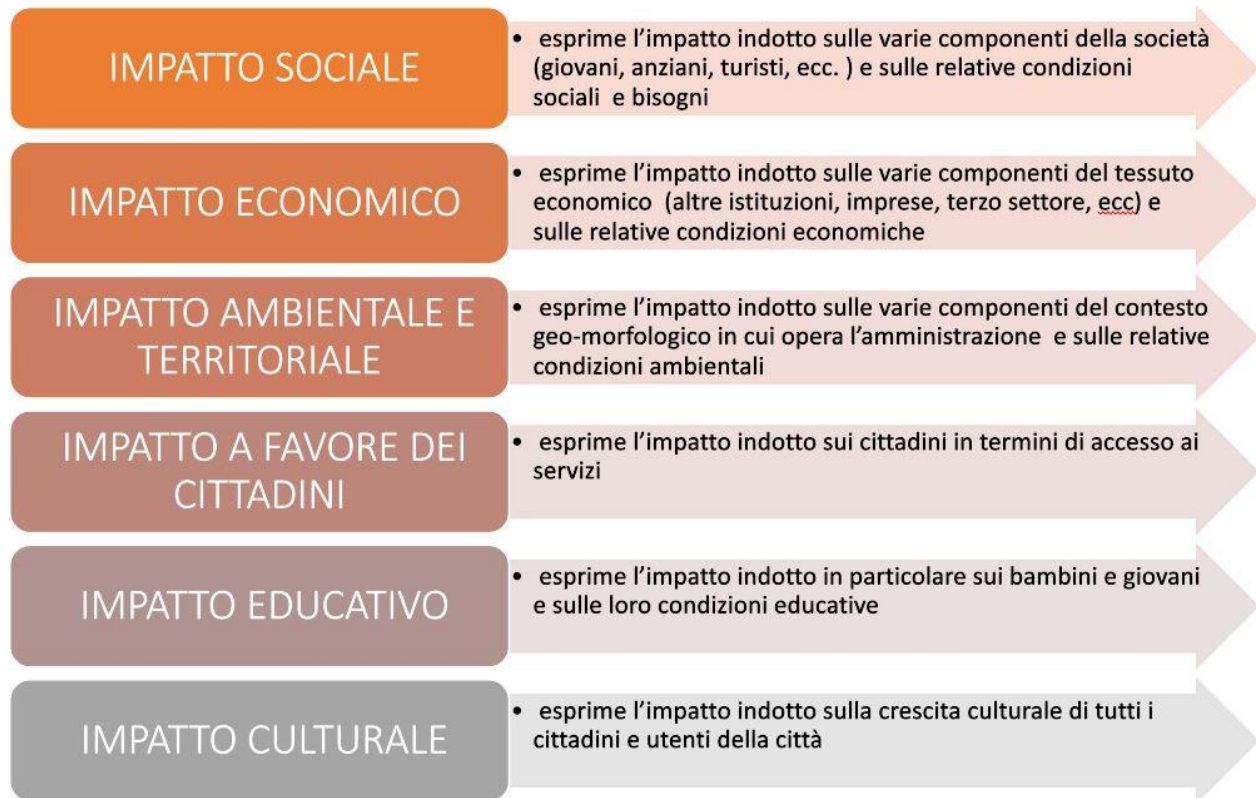 IMPATTO SOCIALE
• esprime l'impatto indotto sulle varie componenti della società
(giovani, anziani, turisti, ecc. ) e sulle relative condizioni
sociali e bisogni
IMPATTO ECONOMICO
• esprime l'impatto indotto sulle varie componenti del tessuto
economico (altre istituzioni, imprese, terzo settore, ecc) e
sulle relative condizioni economiche
IMPATTO AMBIENTALE E
TERRITORIALE
• esprime l'impatto indotto sulle varie componenti del contesto
geo-morfologico in cui opera l'amministrazione e sulle relative
condizioni ambientali
IMPATTO A FAVORE DEI
CITTADINI
• esprime l'impatto indotto sui cittadini in termini di accesso ai
servizi
IMPATTO EDUCATIVO
• esprime l'impatto indotto in particolare sui bambini e giovani
e sulle loro condizioni educative
IMPATTO CULTURALE
• esprime l'impatto indotto sulla crescita culturale di tutti i
cittadini e utenti della città